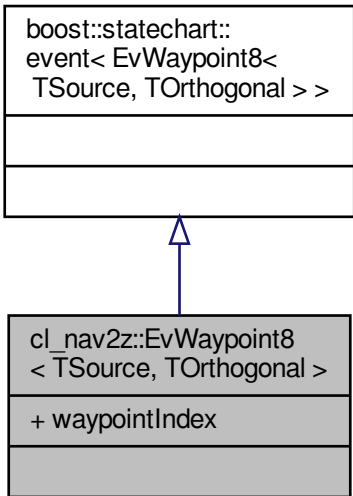 boost::statechart::
event< EvWaypoint8<
 TSource, TOrthogonal > >
cl_nav2z::EvWaypoint8
< TSource, TOrthogonal >
+ waypointIndex